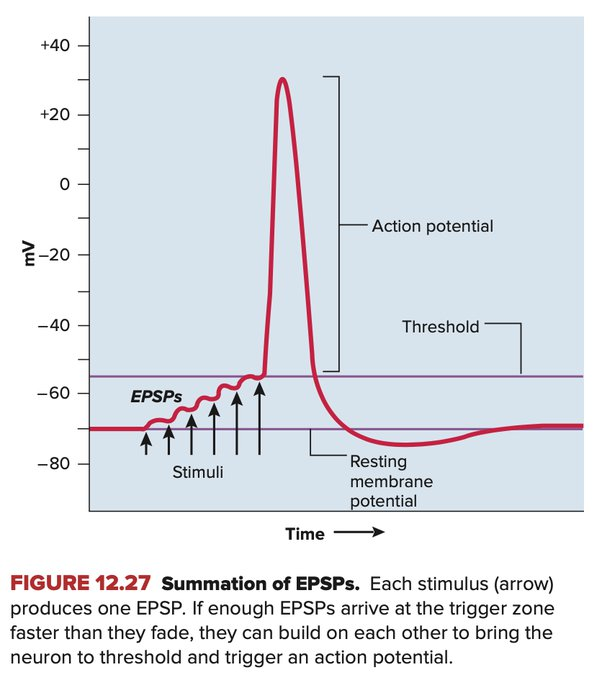 +40
+20
0
−20
−40
−60
−80
mV
Action potential
Threshold
EPSPs
Stimuli
Resting
membrane
potential
Time
FIGURE 12.27 Summation of EPSPs. Each stimulus (arrow)
produces one EPSP. If enough EPSPs arrive at the trigger zone
faster than they fade, they can build on each other to bring the
neuron to threshold and trigger an action potential.